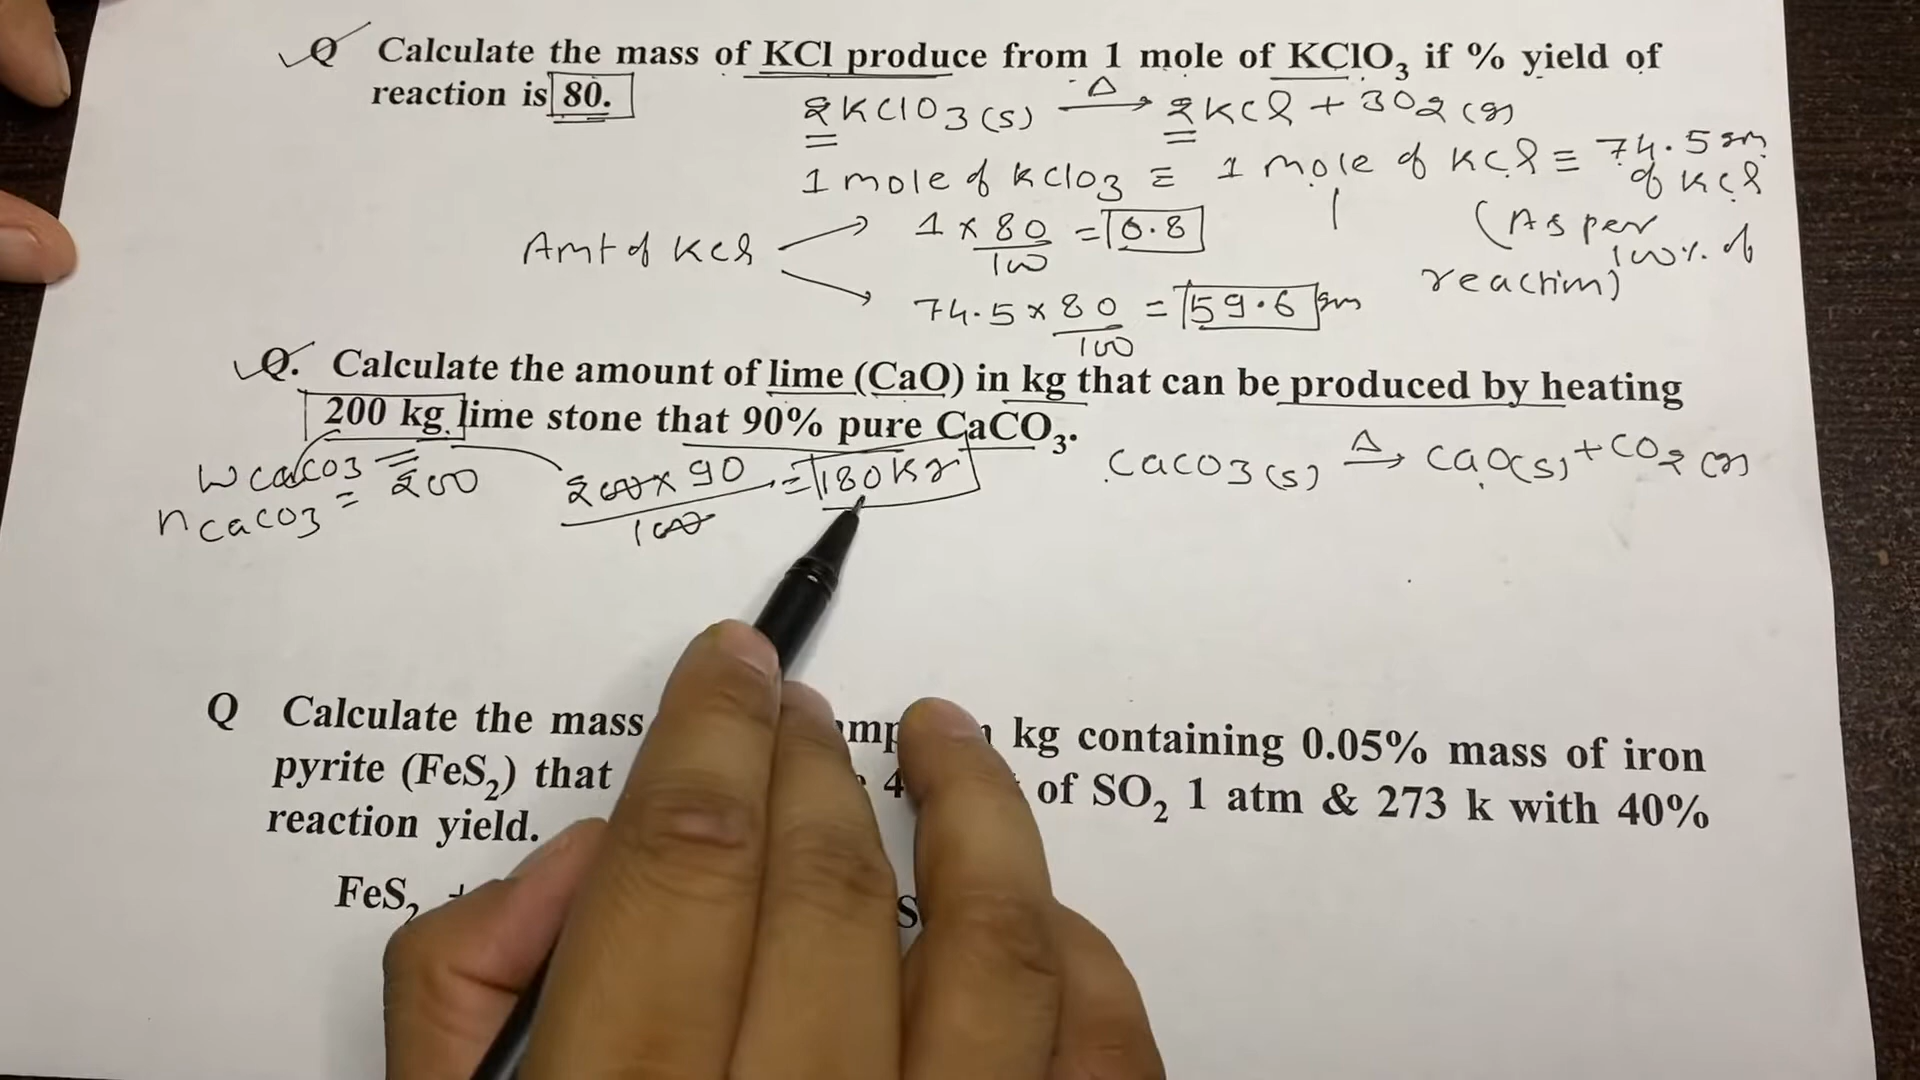 Q Calculate the mass of KCl produce from 1 mole of KClO₃ if % yield of
reaction is 80.
2KClO3(s) Δ→ 2KCl + 3O2(g)
1 mole of KClO3 ≡ 1 mole of KCl ≡ 74.5 gm
of KCl
(As per
100% of
reaction)
Amt of KCl
1 × 80/100 = 0.8
74.5 × 80/100 = 59.6 gm
Q. Calculate the amount of lime (CaO) in kg that can be produced by heating
200 kg lime stone that 90% pure CaCO₃.
WCaCO3 = 200
nCaCO3 =
200 × 90/100 = 180 Kg
CaCO3(s) Δ→ CaO(s) + CO2(g)
Q Calculate the mass kg containing 0.05% mass of iron
pyrite (FeS₂) that 4 of SO₂ 1 atm & 273 k with 40%
reaction yield.
FeS₂ + S